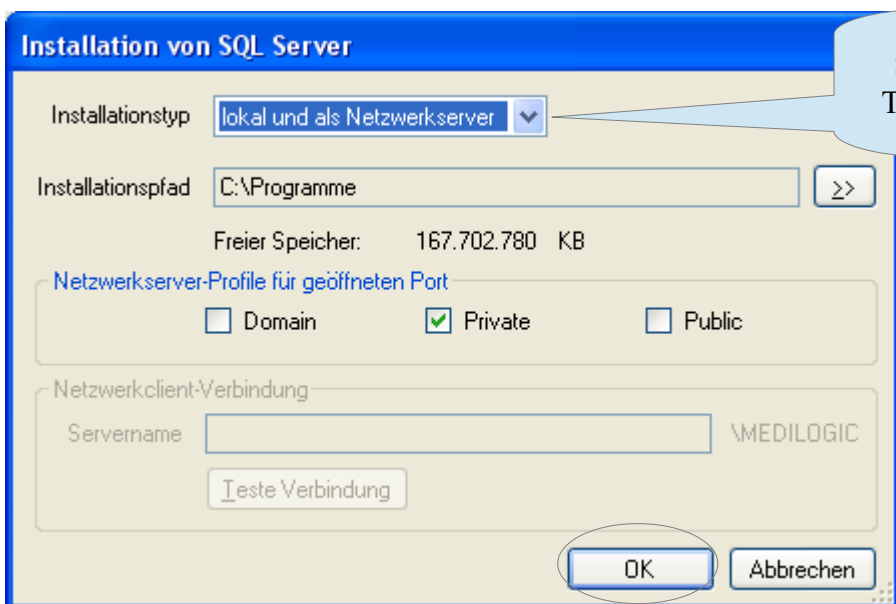 Installation von SQL Server
Installationstyp lokal und als Netzwerkserver
Installationspfad C:\Programme >>
Freier Speicher: 167.702.780 KB
Netzwerkserver-Profile für geöffneten Port
Domain Private Public
Netzwerkclient-Verbindung
Servername \MEDILOGIC
Teste Verbindung
OK Abbrechen